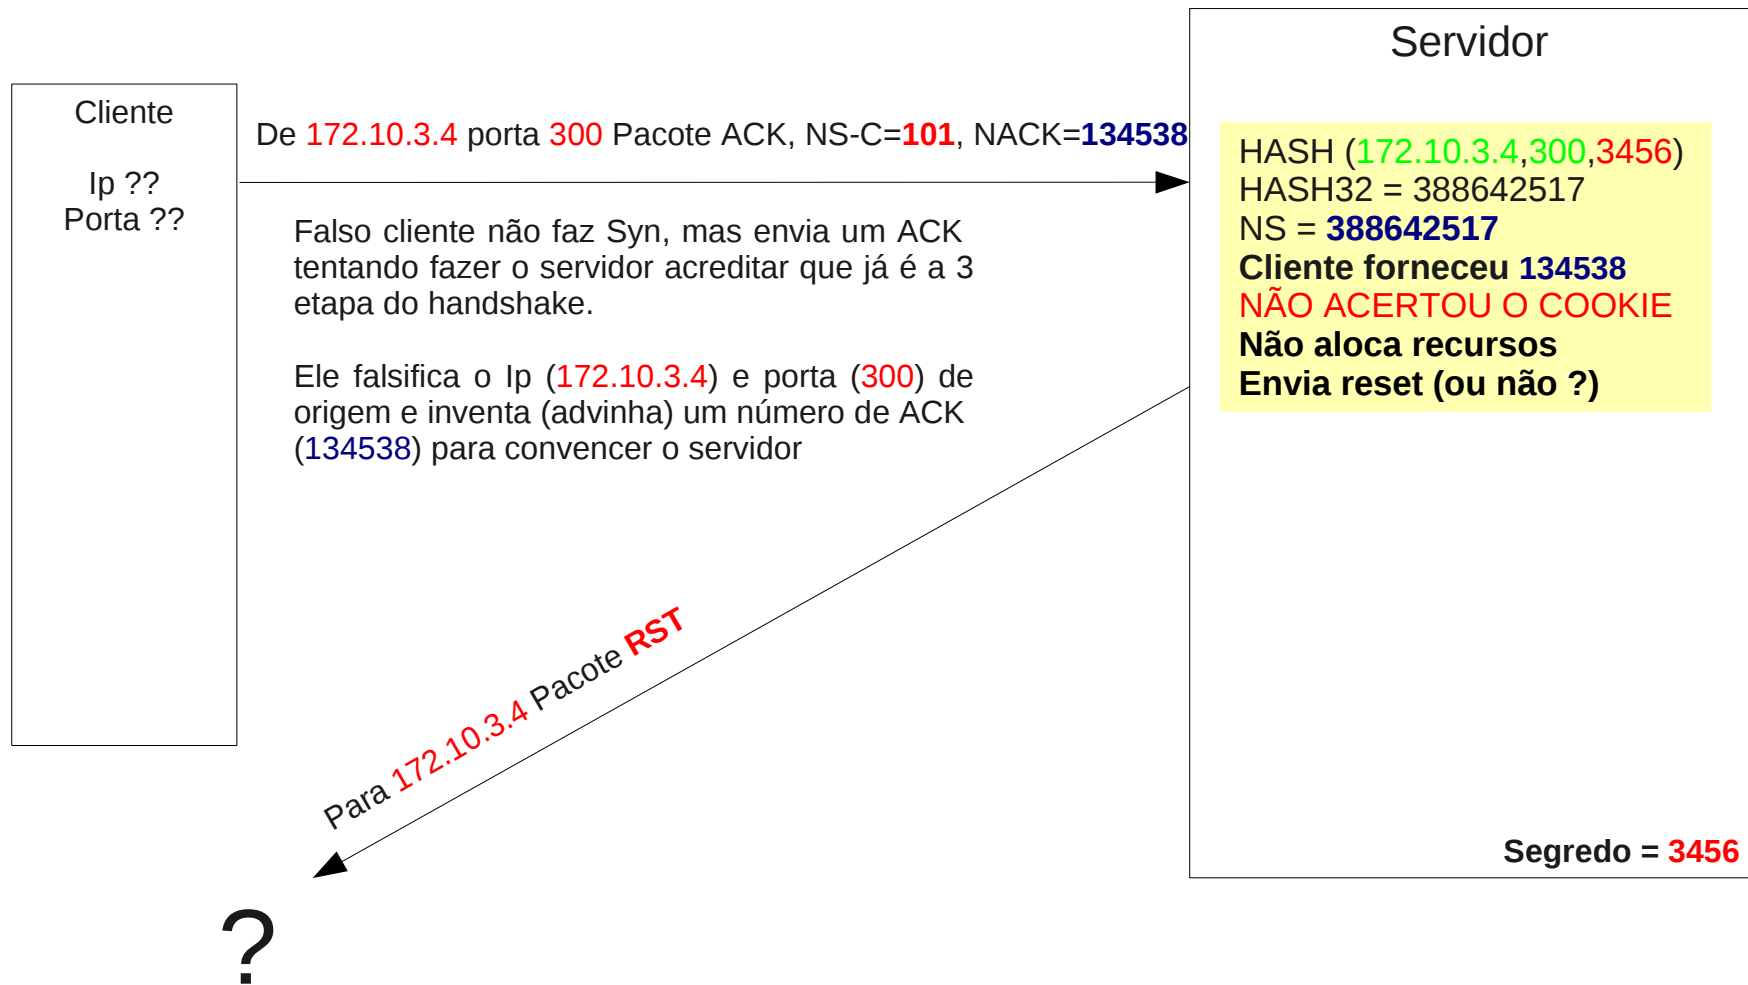 Servidor
Cliente
Ip ??
Porta ??
De 172.10.3.4 porta 300 Pacote ACK, NS-C=101, NACK=134538
Falso cliente não faz Syn, mas envia um ACK
tentando fazer o servidor acreditar que já é a 3
etapa do handshake.
Ele falsifica o Ip (172.10.3.4) e porta (300) de
origem e inventa (advinha) um número de ACK
(134538) para convencer o servidor
HASH (172.10.3.4,300,3456)
HASH32 = 388642517
NS = 388642517
Cliente forneceu 134538
NÃO ACERTOU O COOKIE
Não aloca recursos
Envia reset (ou não ?)
Para 172.10.3.4 Pacote RST
Segredo = 3456
?